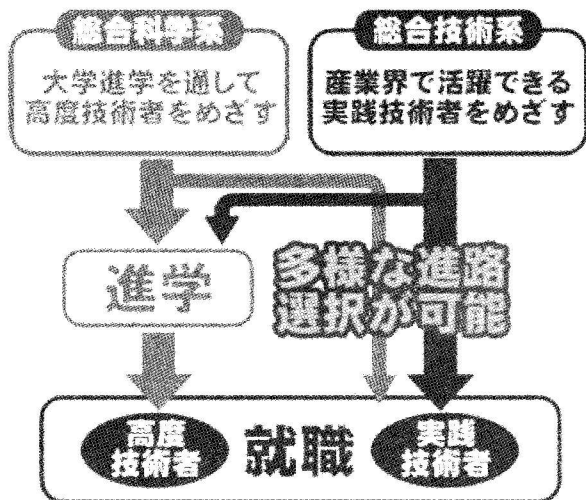 総合科学系
大学進学を通して
高度技術者をめざす
総合技術系
産業界で活躍できる
実践技術者をめざす
進学
多様な進路
選択が可能
高度
技術者
就職
実践
技術者